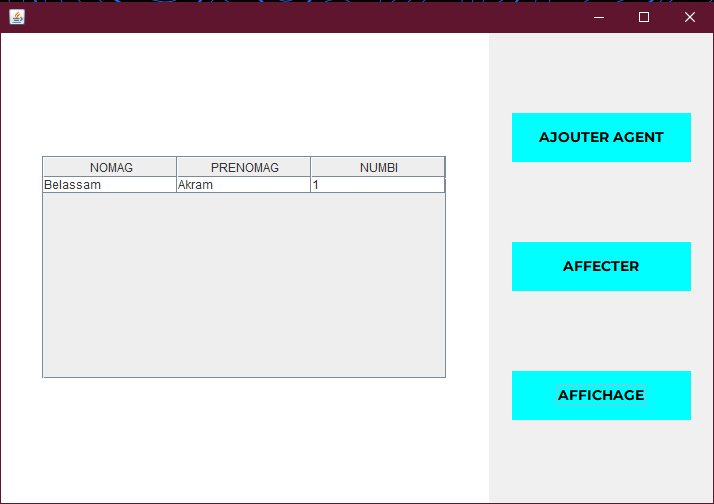 NOMAG PRENOMAG NUMBI
Belassam Akram 1
AJOUTER AGENT
AFFECTER
AFFICHAGE